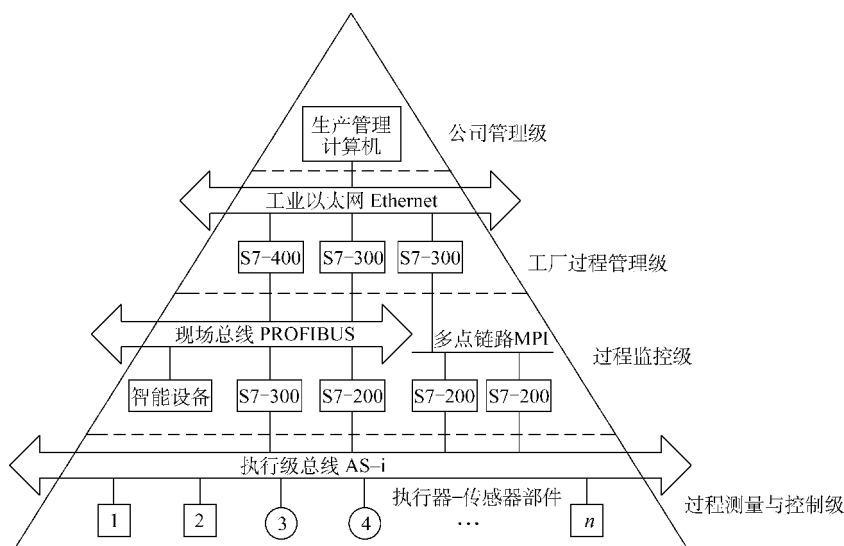 生产管理
计算机
公司管理级
工业以太网 Ethernet
S7-400
S7-300
S7-300
工厂过程管理级
现场总线 PROFIBUS
多点链路MPI
过程监控级
智能设备
S7-300
S7-200
S7-200
S7-200
执行级总线 AS-i
执行器-传感器部件
过程测量与控制级
1
2
3
4
…
n